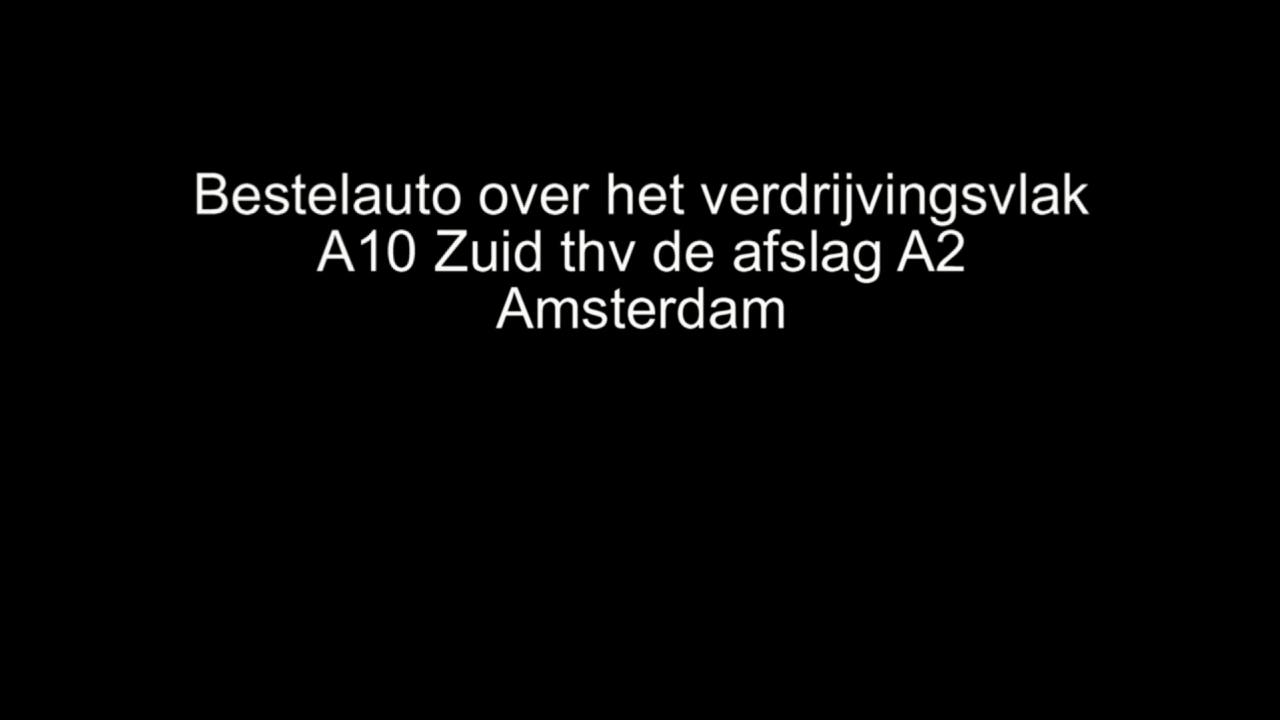 Bestelauto over het verdrijvingsvlak
A10 Zuid thv de afslag A2
Amsterdam